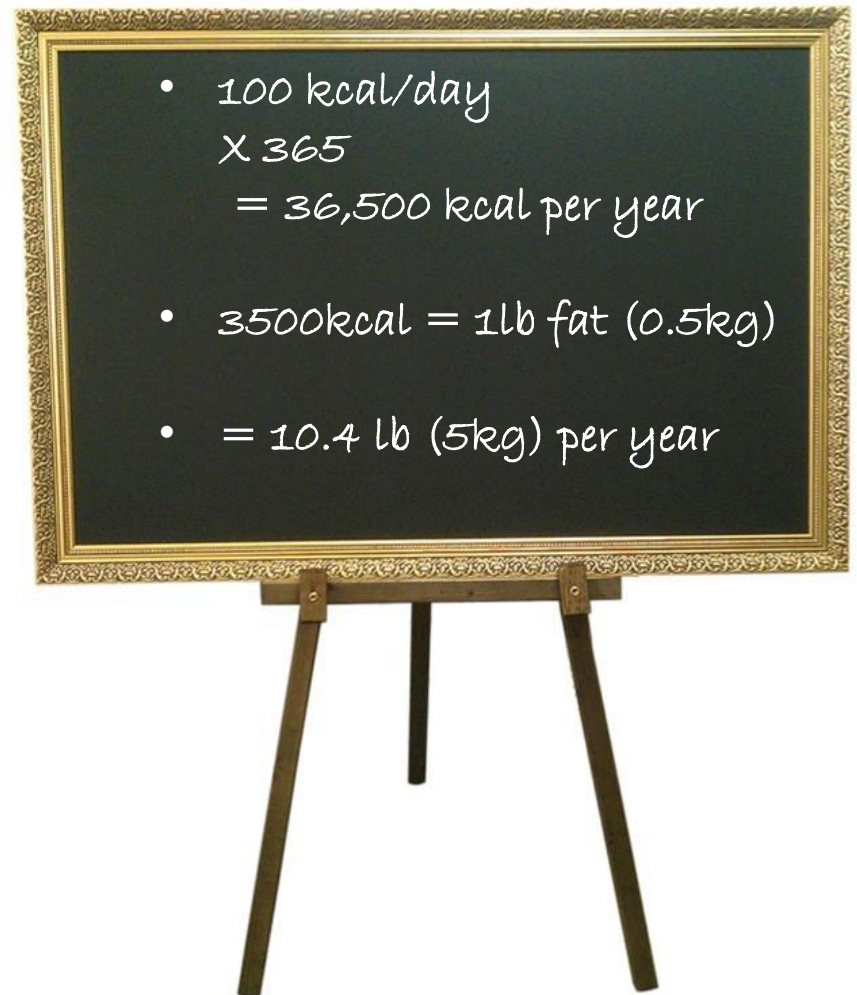 • 100 kcal/day
X 365
= 36,500 kcal per year
• 3500kcal = 1lb fat (0.5kg)
• = 10.4 lb (5kg) per year